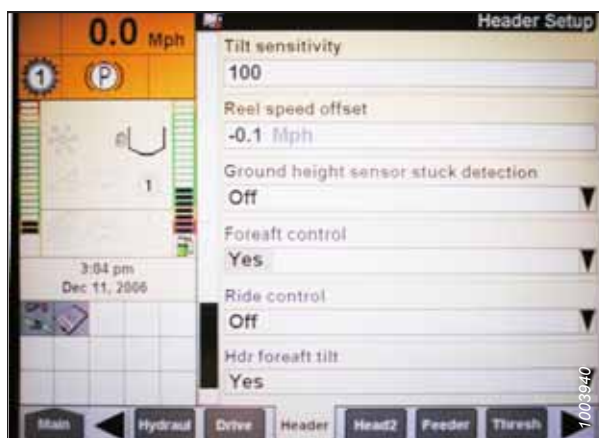 0.0 Mph
Header Setup
Tilt sensitivity
100
1
P
Reel speed offset
-0.1 Mph
Ground height sensor stuck detection
Off
1
Foreaft control
Yes
3:04 pm
Dec 11, 2006
Ride control
Off
Hdr foreaft tilt
Yes
Main
Hydraul
Drive
Header
Head2
Feeder
Thresh
1003940